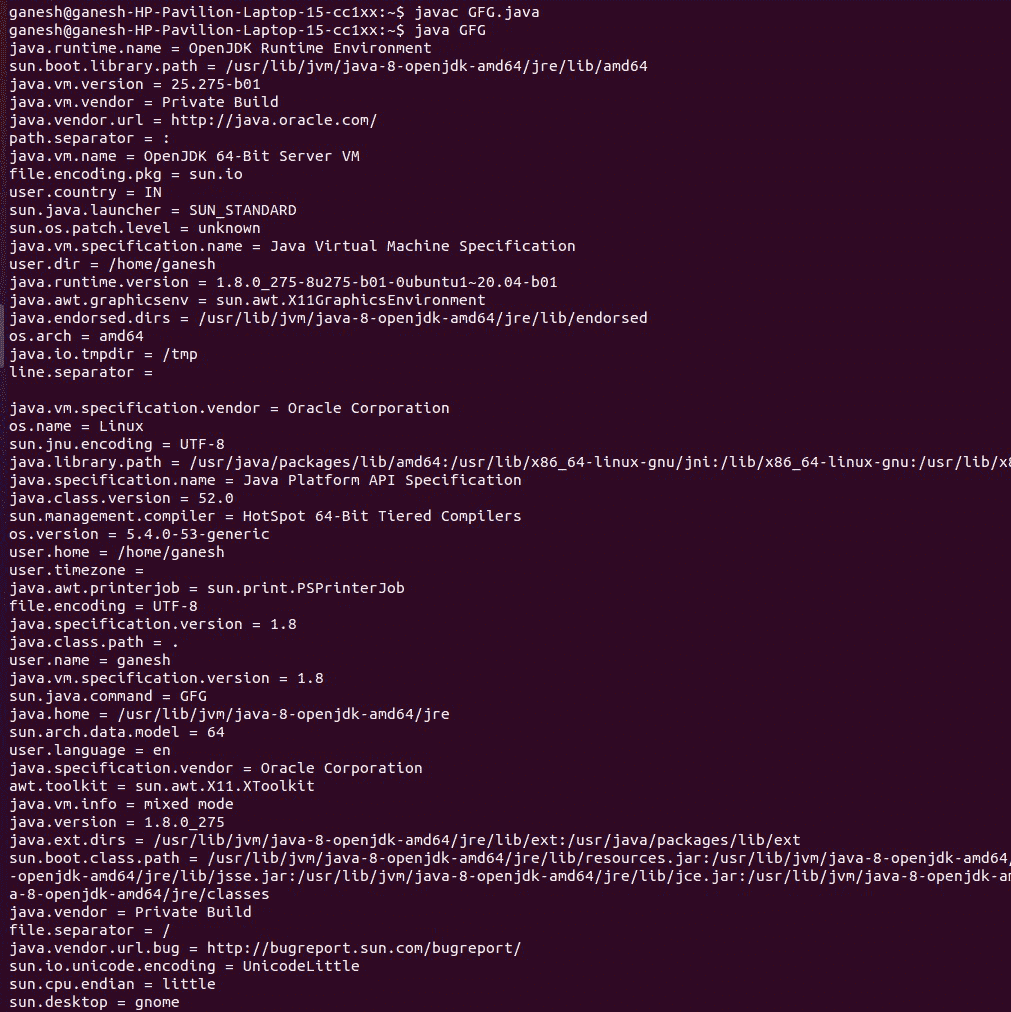 ganesh@ganesh-HP-Pavilion-Laptop-15-cc1xx:~$ javac GFG.java
ganesh@ganesh-HP-Pavilion-Laptop-15-cc1xx:~$ java GFG
java.runtime.name = OpenJDK Runtime Environment
sun.boot.library.path = /usr/lib/jvm/java-8-openjdk-amd64/jre/lib/amd64
java.vm.version = 25.275-b01
java.vm.vendor = Private Build
java.vendor.url = http://java.oracle.com/
path.separator = :
java.vm.name = OpenJDK 64-Bit Server VM
file.encoding.pkg = sun.io
user.country = IN
sun.java.launcher = SUN_STANDARD
sun.os.patch.level = unknown
java.vm.specification.name = Java Virtual Machine Specification
user.dir = /home/ganesh
java.runtime.version = 1.8.0_275-8u275-b01-0ubuntu1~20.04-b01
java.awt.graphicsenv = sun.awt.X11GraphicsEnvironment
java.endorsed.dirs = /usr/lib/jvm/java-8-openjdk-amd64/jre/lib/endorsed
os.arch = amd64
java.io.tmpdir = /tmp
line.separator =

java.vm.specification.vendor = Oracle Corporation
os.name = Linux
sun.jnu.encoding = UTF-8
java.library.path = /usr/java/packages/lib/amd64:/usr/lib/x86_64-linux-gnu/jni:/lib/x86_64-linux-gnu:/usr/lib/x8
java.specification.name = Java Platform API Specification
java.class.version = 52.0
sun.management.compiler = HotSpot 64-Bit Tiered Compilers
os.version = 5.4.0-53-generic
user.home = /home/ganesh
user.timezone =
java.awt.printerjob = sun.print.PSPrinterJob
file.encoding = UTF-8
java.specification.version = 1.8
java.class.path = .
user.name = ganesh
java.vm.specification.version = 1.8
sun.java.command = GFG
java.home = /usr/lib/jvm/java-8-openjdk-amd64/jre
sun.arch.data.model = 64
user.language = en
java.specification.vendor = Oracle Corporation
awt.toolkit = sun.awt.X11.XToolkit
java.vm.info = mixed mode
java.version = 1.8.0_275
java.ext.dirs = /usr/lib/jvm/java-8-openjdk-amd64/jre/lib/ext:/usr/java/packages/lib/ext
sun.boot.class.path = /usr/lib/jvm/java-8-openjdk-amd64/jre/lib/resources.jar:/usr/lib/jvm/java-8-openjdk-amd64/
-openjdk-amd64/jre/lib/jsse.jar:/usr/lib/jvm/java-8-openjdk-amd64/jre/lib/jce.jar:/usr/lib/jvm/java-8-openjdk-am
a-8-openjdk-amd64/jre/classes
java.vendor = Private Build
file.separator = /
java.vendor.url.bug = http://bugreport.sun.com/bugreport/
sun.io.unicode.encoding = UnicodeLittle
sun.cpu.endian = little
sun.desktop = gnome